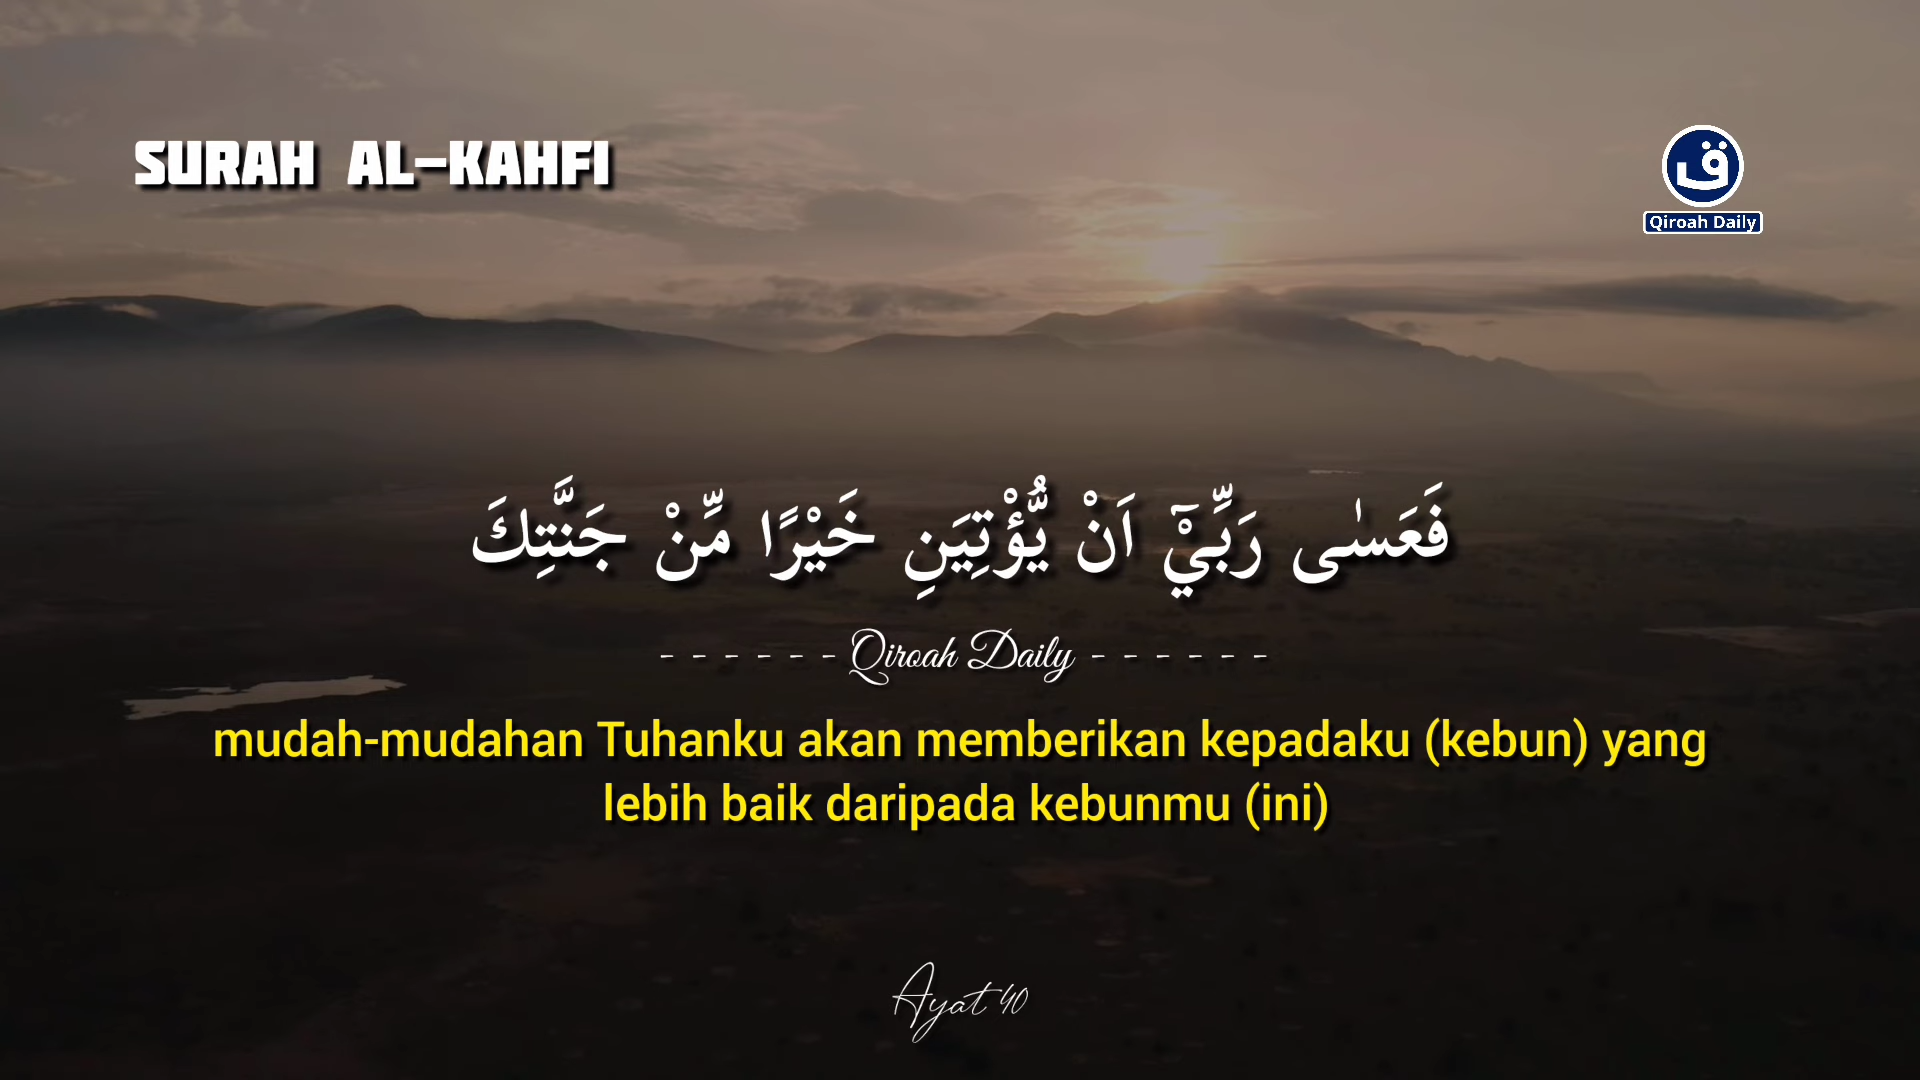 SURAH AL-KAHFI
ق
Qiroah Daily
فَعَسٰى رَبِّيْٓ اَنْ يُّؤْتِيَنِ خَيْرًا مِّنْ جَنَّتِكَ
- - - - - - Qiroah Daily - - - - - -
mudah-mudahan Tuhanku akan memberikan kepadaku (kebun) yang
lebih baik daripada kebunmu (ini)
Ayat 40